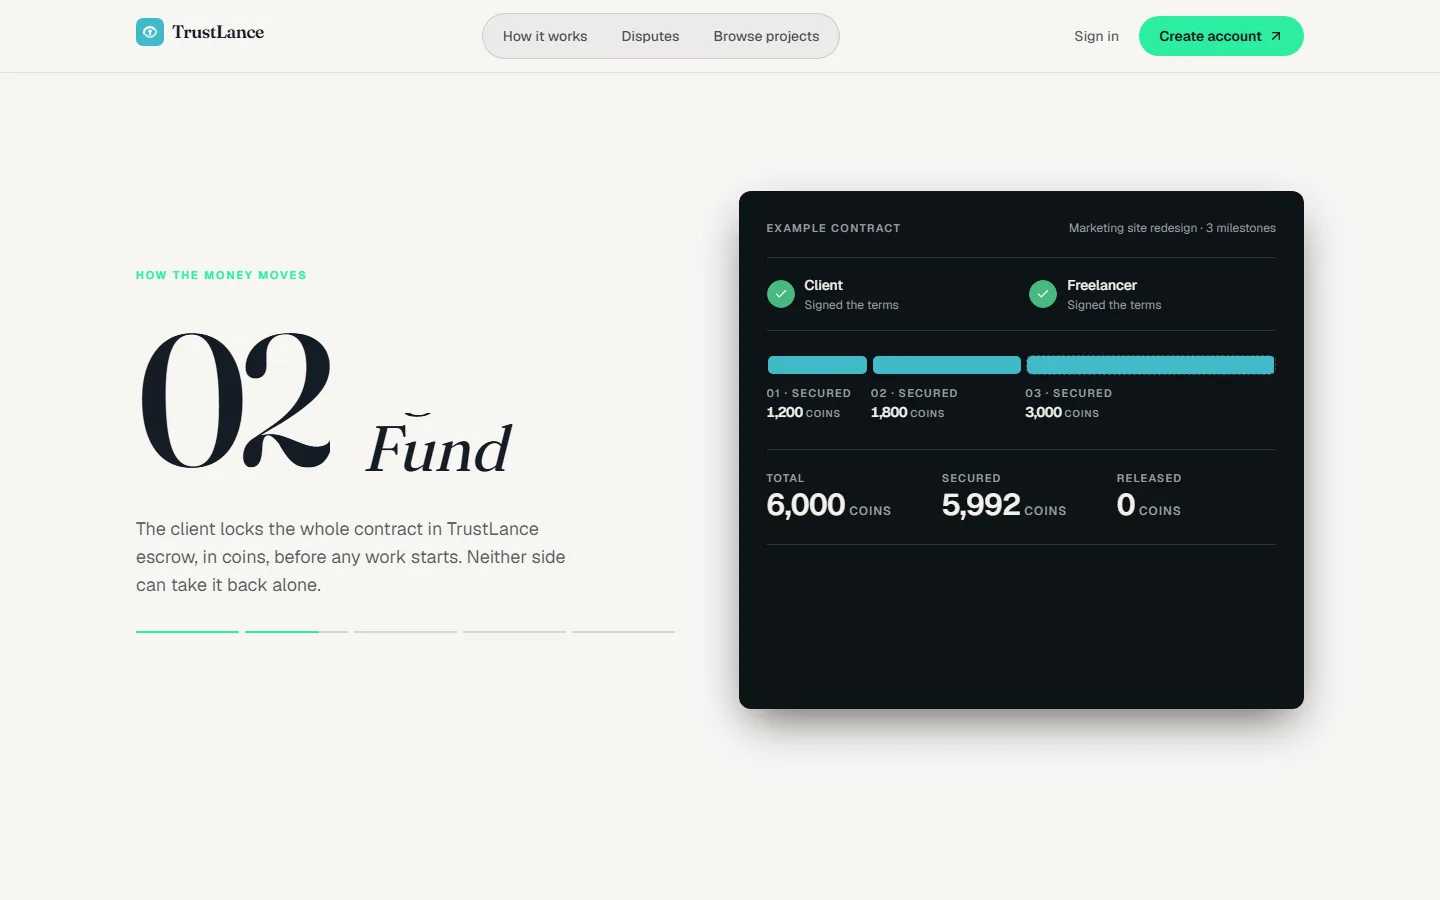 TrustLance
How it works
Disputes
Browse projects
Sign in
Create account
HOW THE MONEY MOVES
02
Fund
The client locks the whole contract in TrustLance
escrow, in coins, before any work starts. Neither side
can take it back alone.
EXAMPLE CONTRACT
Marketing site redesign · 3 milestones
Client
Signed the terms
Freelancer
Signed the terms
01 · SECURED
1,200 COINS
02 · SECURED
1,800 COINS
03 · SECURED
3,000 COINS
TOTAL
6,000 COINS
SECURED
5,992 COINS
RELEASED
0 COINS